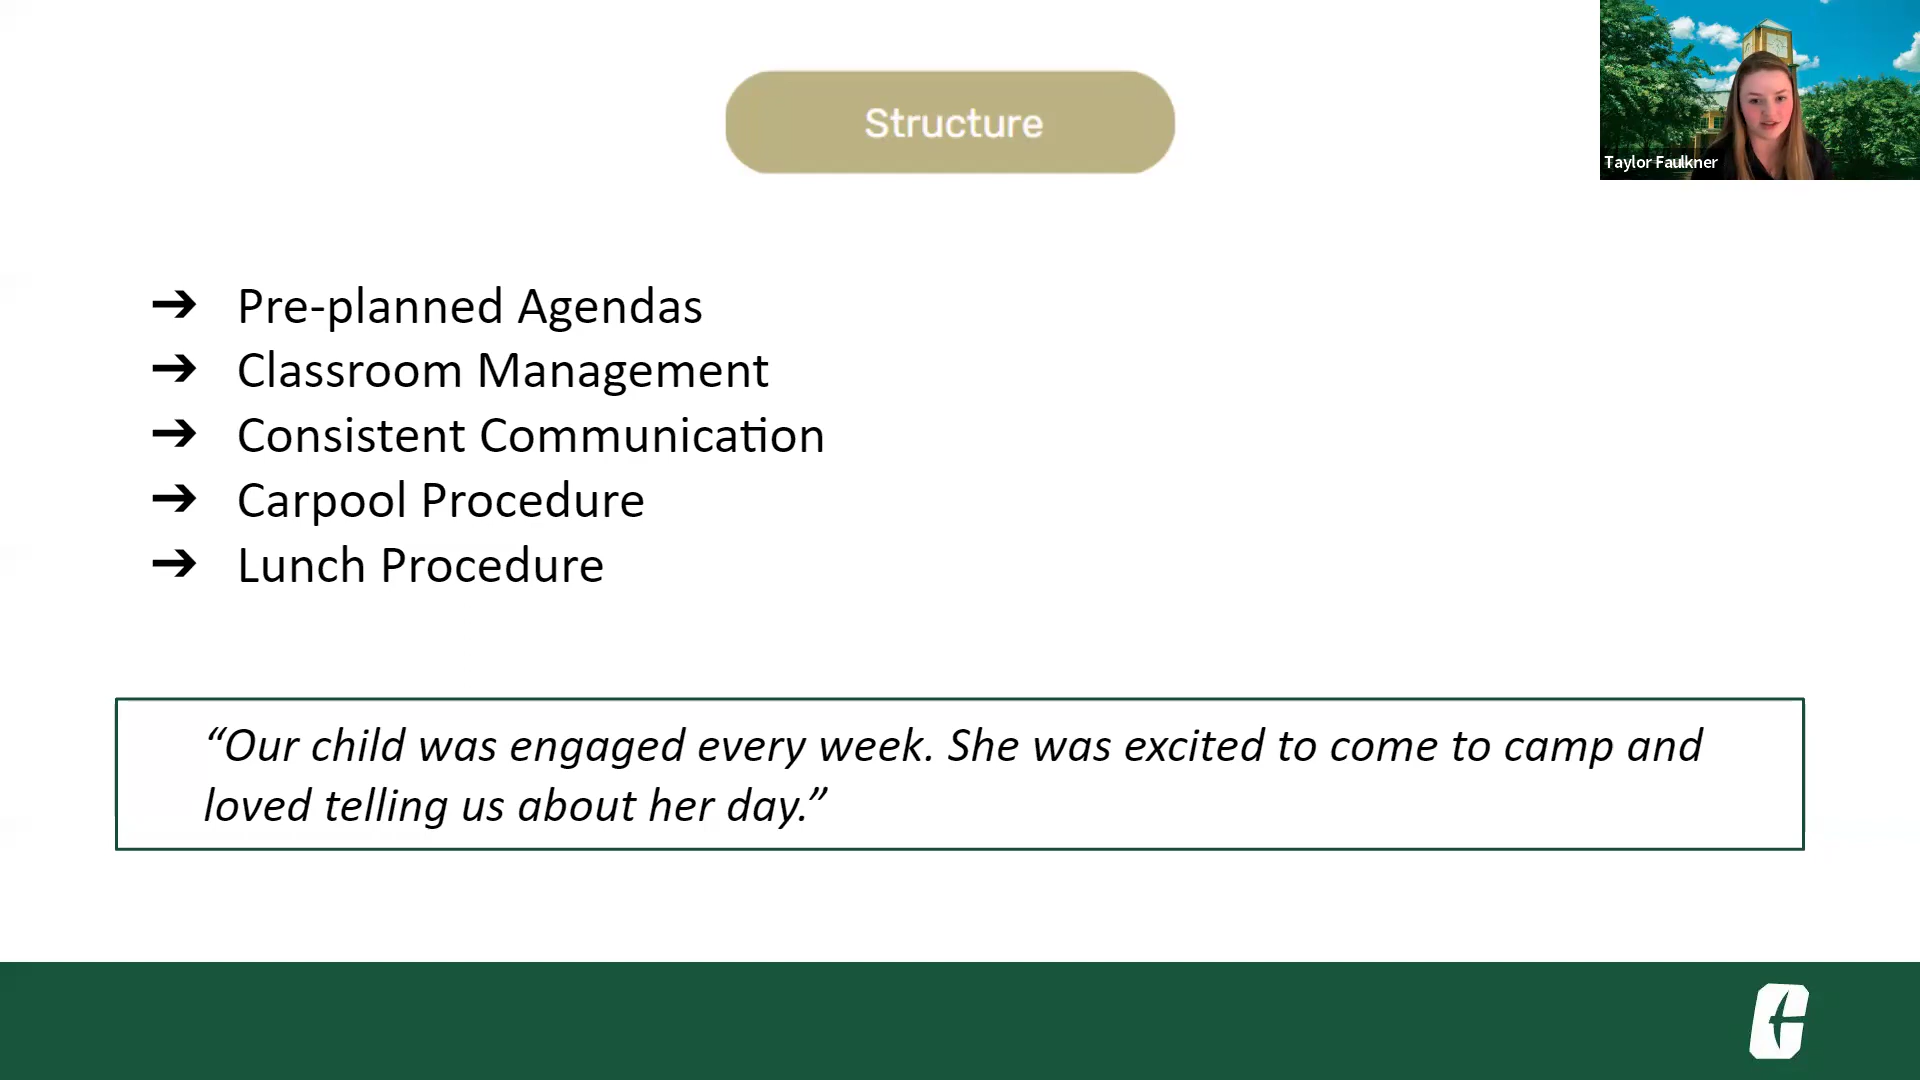 Structure
Taylor Faulkner
➔ Pre-planned Agendas
➔ Classroom Management
➔ Consistent Communication
➔ Carpool Procedure
➔ Lunch Procedure
“Our child was engaged every week. She was excited to come to camp and
loved telling us about her day.”